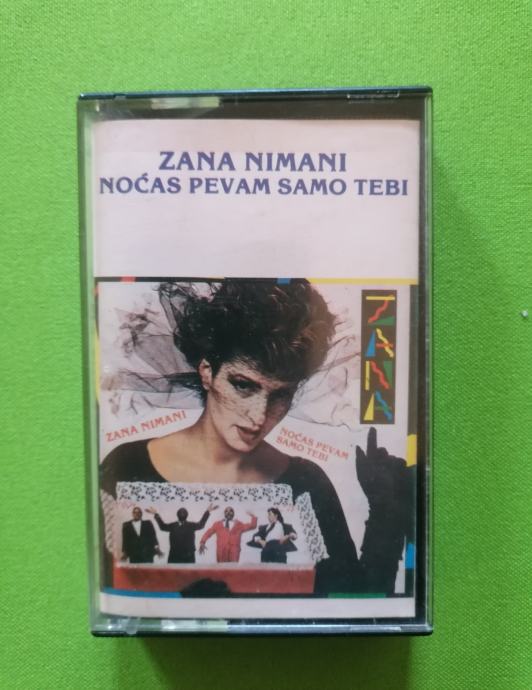 ZANA NIMANI
NOĆAS PEVAM SAMO TEBI
ZANA
ZANA NIMANI
NOĆAS PEVAM
SAMO TEBI